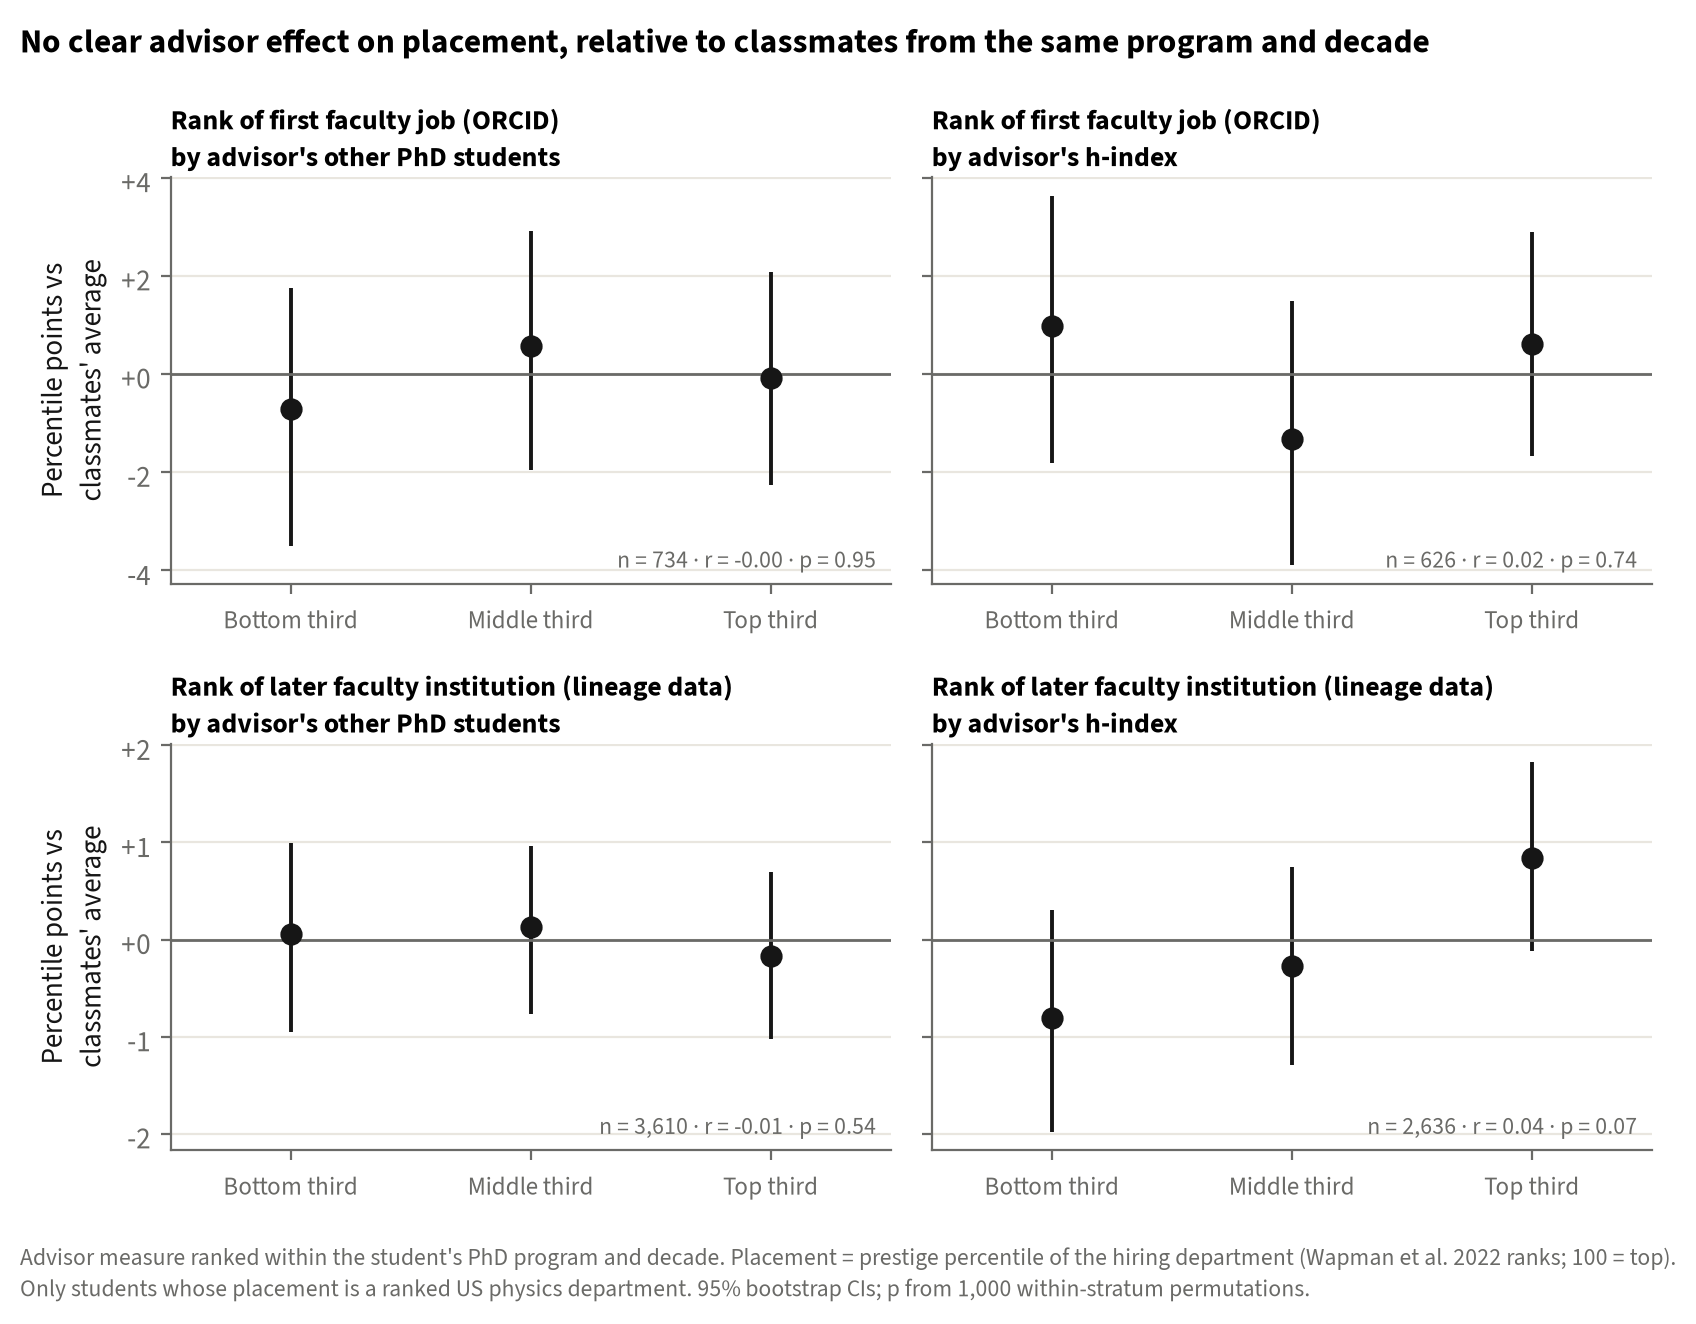 No clear advisor effect on placement, relative to classmates from the same program and decade
Rank of first faculty job (ORCID)
by advisor's other PhD students
Percentile points vs
classmates' average
+4
+2
+0
-2
-4
n = 734 · r = -0.00 · p = 0.95
Bottom third
Middle third
Top third
Rank of first faculty job (ORCID)
by advisor's h-index
n = 626 · r = 0.02 · p = 0.74
Bottom third
Middle third
Top third
Rank of later faculty institution (lineage data)
by advisor's other PhD students
Percentile points vs
classmates' average
+2
+1
+0
-1
-2
n = 3,610 · r = -0.01 · p = 0.54
Bottom third
Middle third
Top third
Rank of later faculty institution (lineage data)
by advisor's h-index
n = 2,636 · r = 0.04 · p = 0.07
Bottom third
Middle third
Top third
Advisor measure ranked within the student's PhD program and decade. Placement = prestige percentile of the hiring department (Wapman et al. 2022 ranks; 100 = top).
Only students whose placement is a ranked US physics department. 95% bootstrap CIs; p from 1,000 within-stratum permutations.